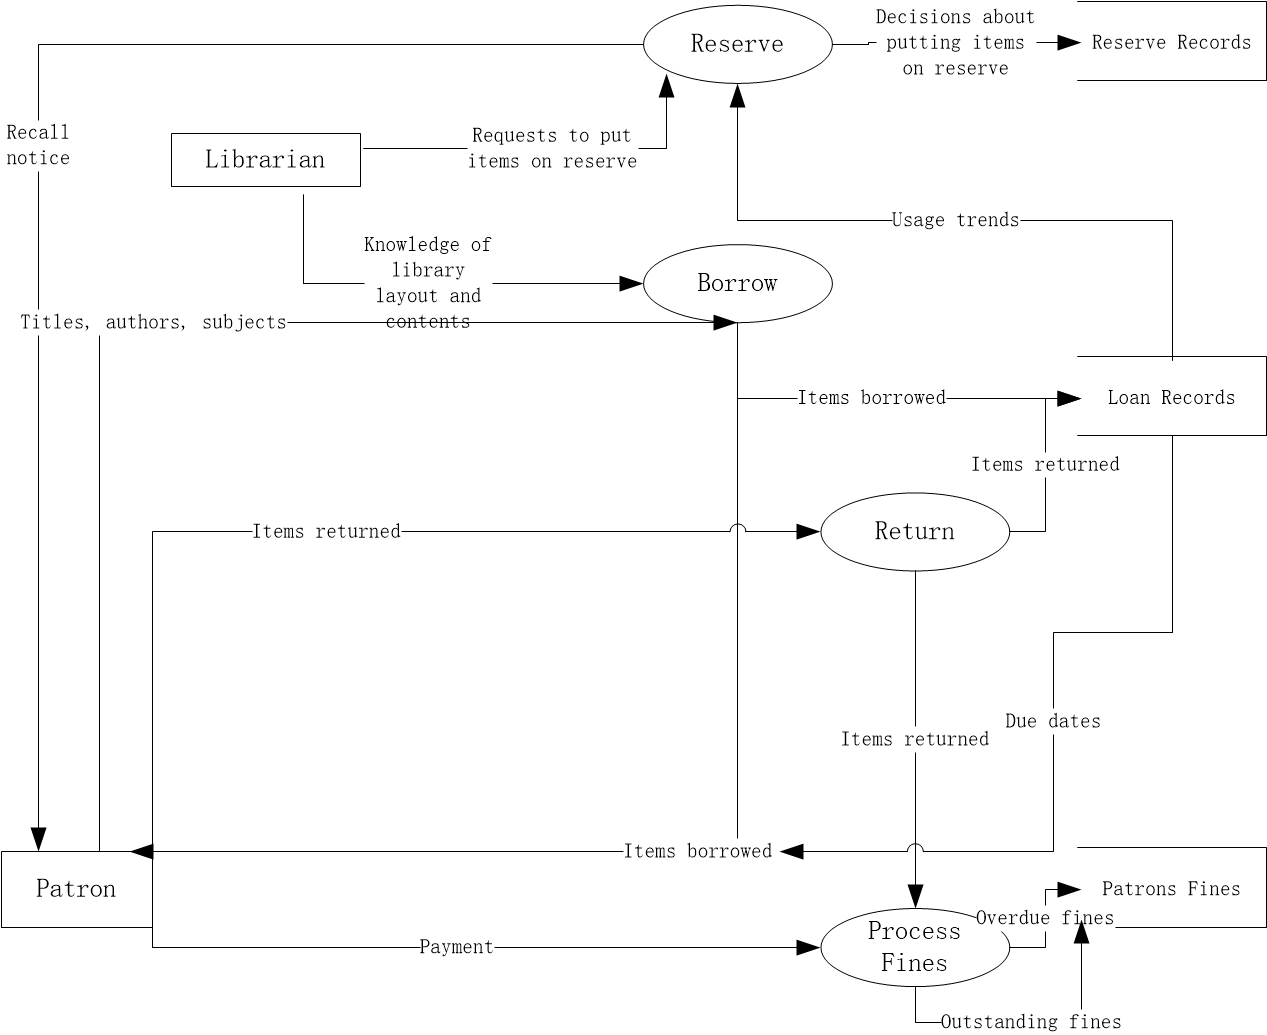 Decisions about
putting items
on reserve
Reserve
Reserve Records
Recall
notice
Requests to put
items on reserve
Librarian
Usage trends
Knowledge of
library
layout and
contents
Borrow
Titles, authors, subjects
Items borrowed
Loan Records
Items returned
Items returned
Return
Due dates
Items returned
Items borrowed
Patron
Patrons Fines
Overdue fines
Process
Fines
Payment
Outstanding fines